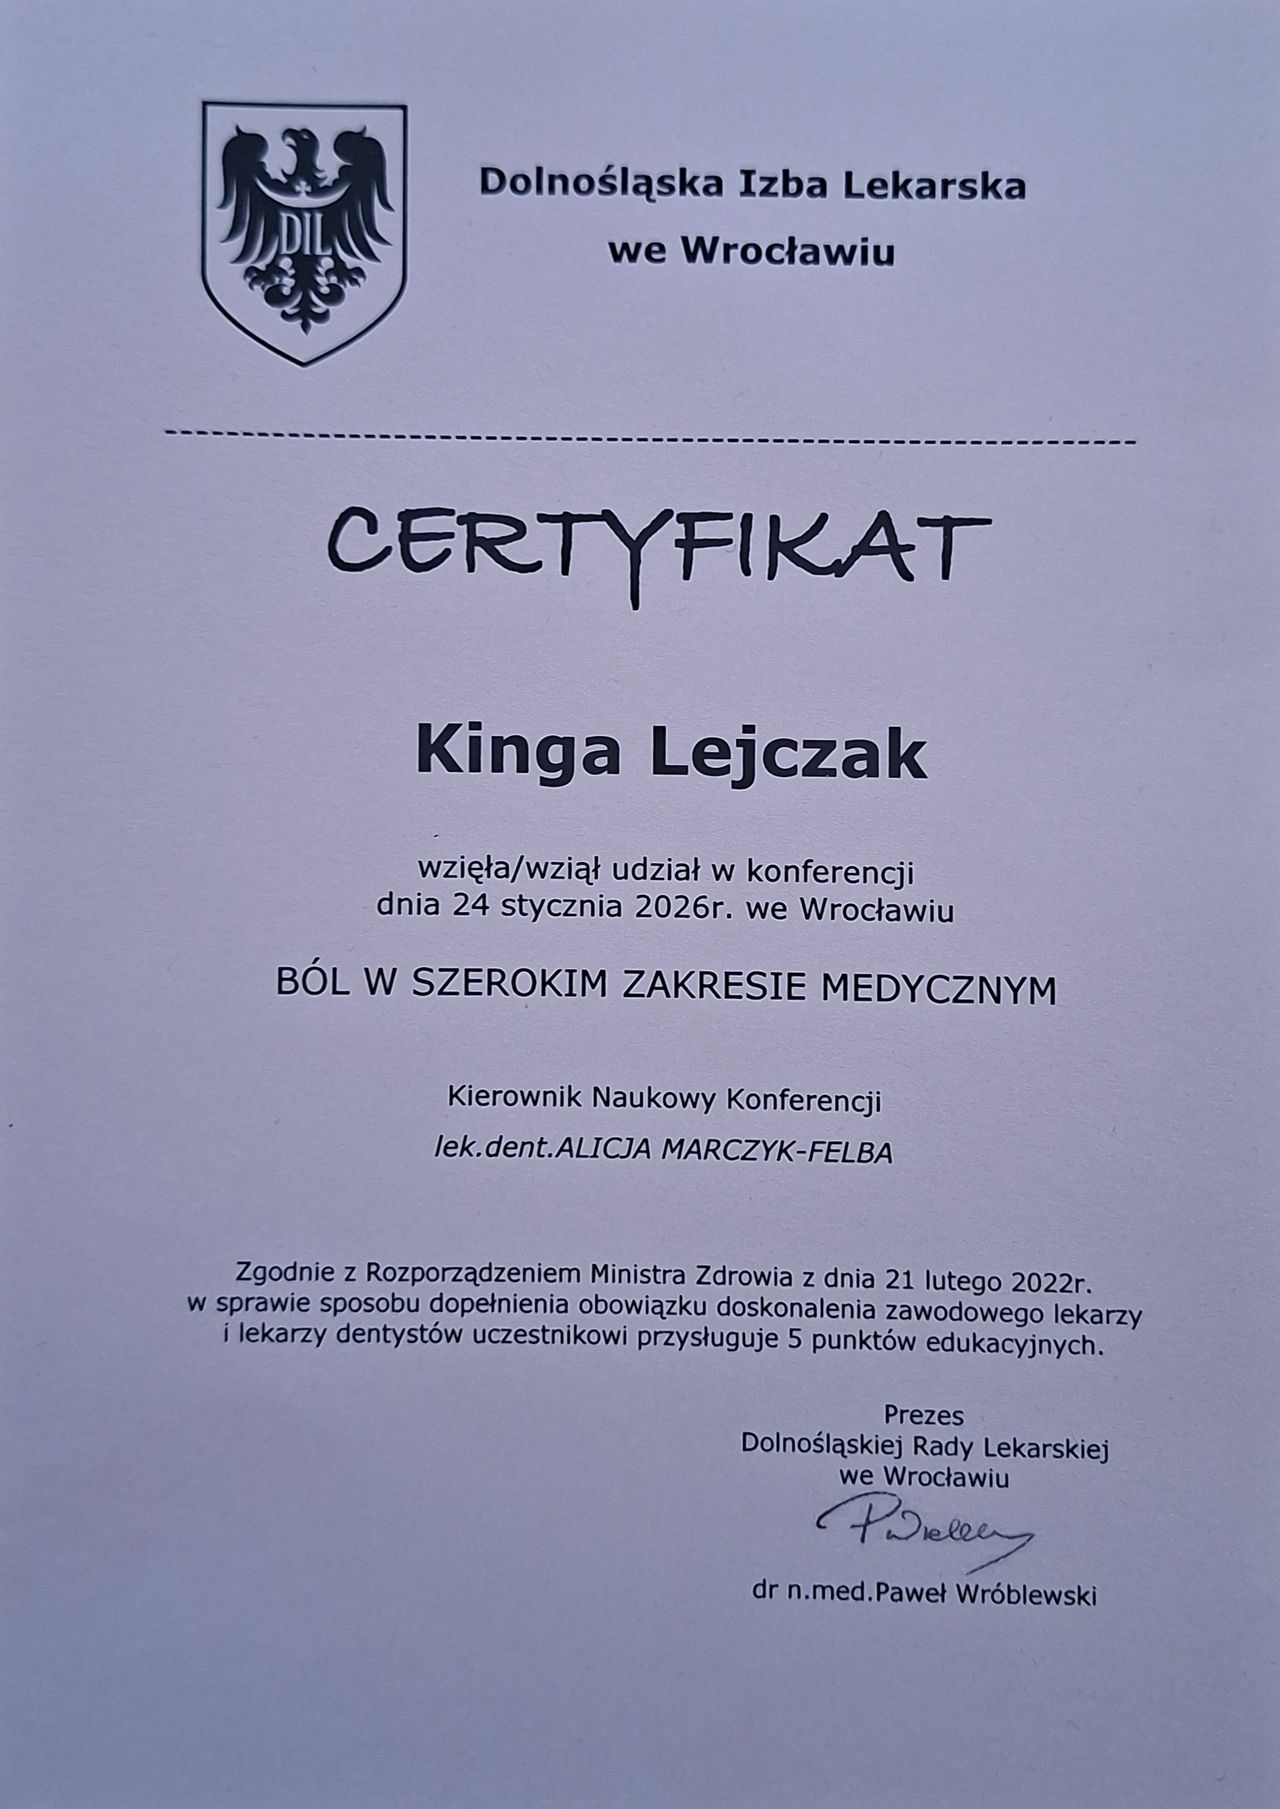 DIL
Dolnośląska Izba Lekarska
we Wrocławiu
CERTYFIKAT
Kinga Lejczak
wzięła/wziął udział w konferencji
dnia 24 stycznia 2026r. we Wrocławiu
BÓL W SZEROKIM ZAKRESIE MEDYCZNYM
Kierownik Naukowy Konferencji
lek.dent.ALICJA MARCZYK-FELBA
Zgodnie z Rozporządzeniem Ministra Zdrowia z dnia 21 lutego 2022r.
w sprawie sposobu dopełnienia obowiązku doskonalenia zawodowego lekarzy
i lekarzy dentystów uczestnikowi przysługuje 5 punktów edukacyjnych.
Prezes
Dolnośląskiej Rady Lekarskiej
we Wrocławiu
dr n.med.Paweł Wróblewski